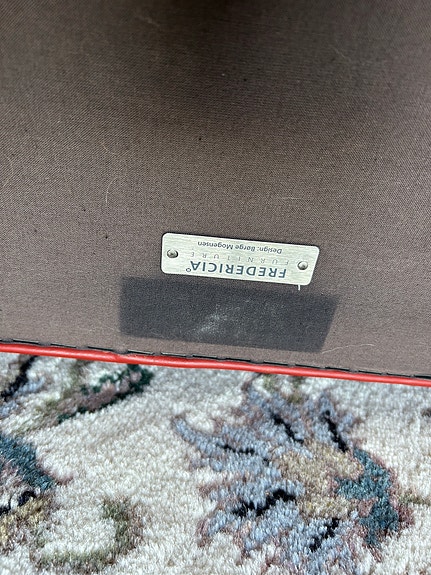 FREDERICIA®
FURNITURE
Design: Børge Mogensen